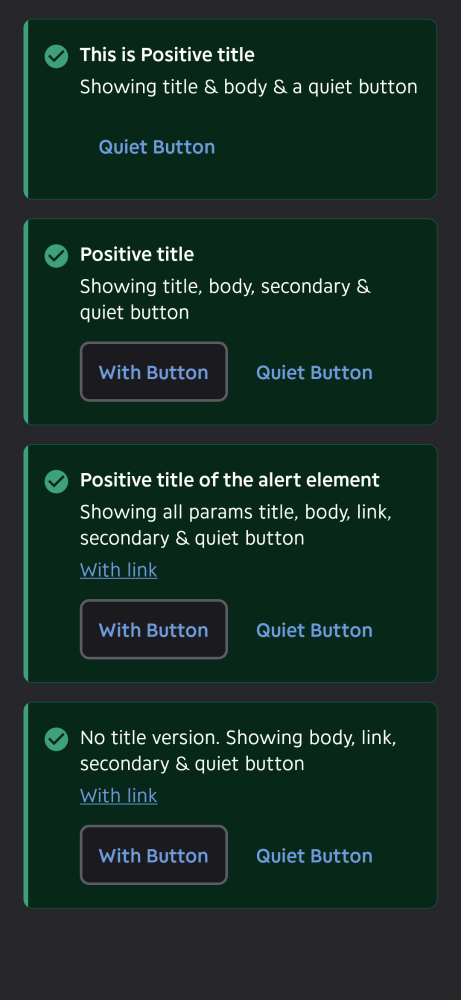 This is Positive title
Showing title & body & a quiet button
Quiet Button
Positive title
Showing title, body, secondary &
quiet button
With Button Quiet Button
Positive title of the alert element
Showing all params title, body, link,
secondary & quiet button
With link
With Button Quiet Button
No title version. Showing body, link,
secondary & quiet button
With link
With Button Quiet Button